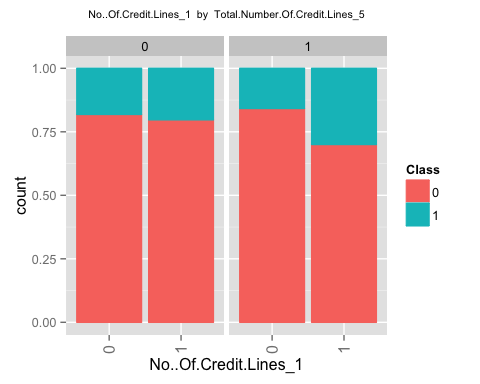 No..Of.Credit.Lines_1 by Total.Number.Of.Credit.Lines_5
0 1
1.00
0.75
0.50
0.25
0.00
count
0 1 0 1
No..Of.Credit.Lines_1
Class
0
1